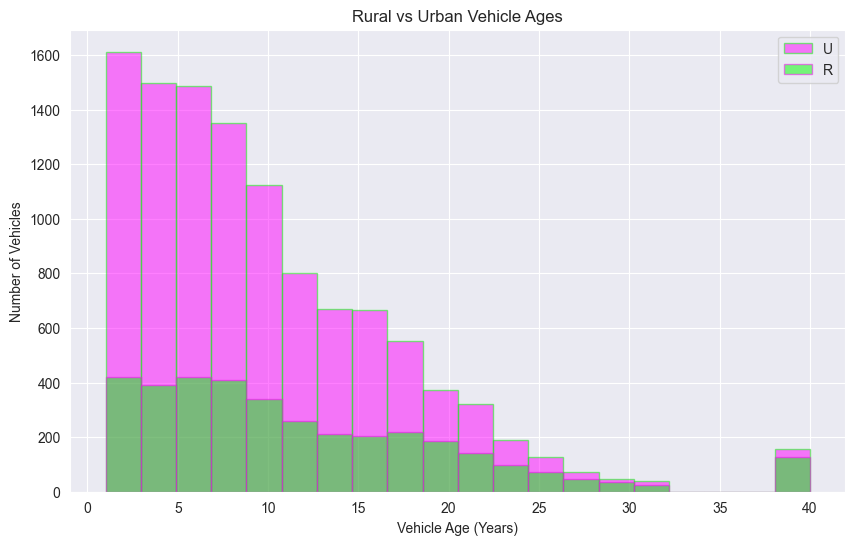 Rural vs Urban Vehicle Ages
U
R
Number of Vehicles
1600
1400
1200
1000
800
600
400
200
0
0 5 10 15 20 25 30 35 40
Vehicle Age (Years)